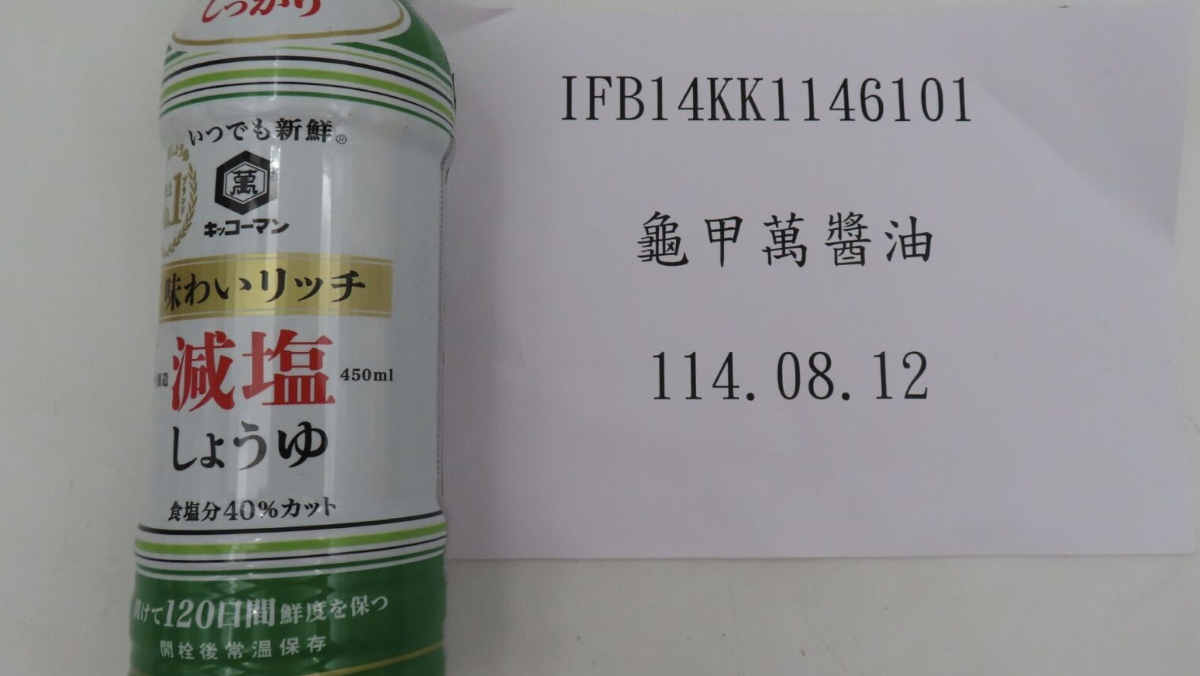 しっかり
いつでも新鮮®
萬
キッコーマン
味わいリッチ
減塩 450ml
しょうゆ
食塩分40%カット
開けて120日間鮮度を保つ
開栓後常温保存
IFB14KK1146101
龜甲萬醬油
114.08.12